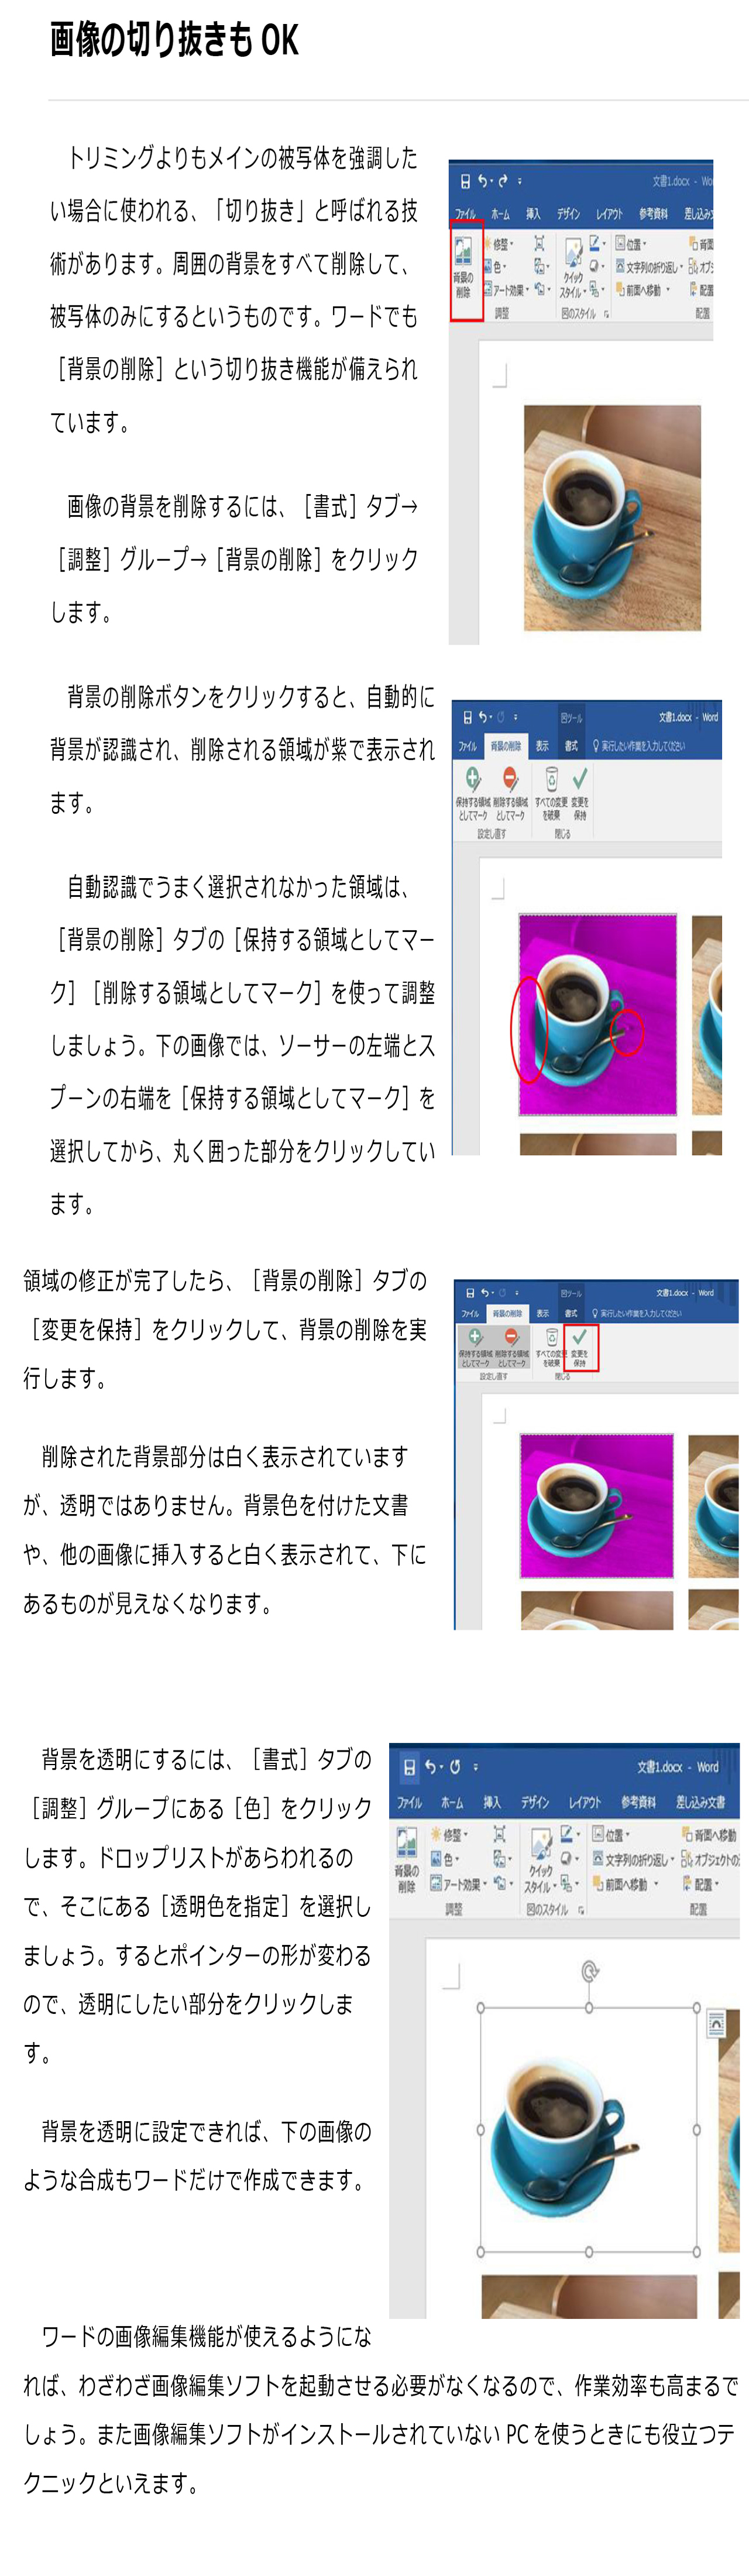 画像の切り抜きも OK
トリミングよりもメインの被写体を強調した
い場合に使われる、「切り抜き」と呼ばれる技
術があります。周囲の背景をすべて削除して、
被写体のみにするというものです。ワードでも
［背景の削除］という切り抜き機能が備えられ
ています。
画像の背景を削除するには、［書式］タブ→
［調整］グループ→［背景の削除］をクリック
します。
文書1.docx - Wo
ファイル ホーム 挿入 デザイン レイアウト 参考資料 差し込み文
背景の
削除
修整
色
アート効果
調整
クイック
スタイル
図のスタイル
位置
文字列の折り返し
前面へ移動
背面
オブジ
配置
配置
背景の削除ボタンをクリックすると、自動的に
背景が認識され、削除される領域が紫で表示され
ます。
自動認識でうまく選択されなかった領域は、
［背景の削除］タブの［保持する領域としてマー
ク］［削除する領域としてマーク］を使って調整
しましょう。下の画像では、ソーサーの左端とス
プーンの右端を［保持する領域としてマーク］を
選択してから、丸く囲った部分をクリックしてい
ます。
図ツール 文書1.docx - Word
ファイル 背景の削除 表示 書式 実行したい作業を入力してください
保持する領域
としてマーク
削除する領域
としてマーク
設定し直す
すべての変更
を破棄
変更を
保持
閉じる
領域の修正が完了したら、［背景の削除］タブの
［変更を保持］をクリックして、背景の削除を実
行します。
削除された背景部分は白く表示されています
が、透明ではありません。背景色を付けた文書
や、他の画像に挿入すると白く表示されて、下に
あるものが見えなくなります。
図ツール 文書1.docx - Word
ファイル 背景の削除 表示 書式 実行したい作業を入力してください
保持する領域
としてマーク
削除する領域
としてマーク
設定し直す
すべての変更
を破棄
変更を
保持
閉じる
背景を透明にするには、［書式］タブの
［調整］グループにある［色］をクリック
します。ドロップリストがあらわれるの
で、そこにある［透明色を指定］を選択し
ましょう。するとポインターの形が変わる
ので、透明にしたい部分をクリックしま
す。
背景を透明に設定できれば、下の画像の
ような合成もワードだけで作成できます。
文書1.docx - Word
ファイル ホーム 挿入 デザイン レイアウト 参考資料 差し込み文書
背景の
削除
修整
色
アート効果
調整
クイック
スタイル
図のスタイル
位置
文字列の折り返し
前面へ移動
背面へ移動
オブジェクトの
配置
配置
ワードの画像編集機能が使えるようにな
れば、わざわざ画像編集ソフトを起動させる必要がなくなるので、作業効率も高まるで
しょう。また画像編集ソフトがインストールされていない PC を使うときにも役立つテ
クニックといえます。